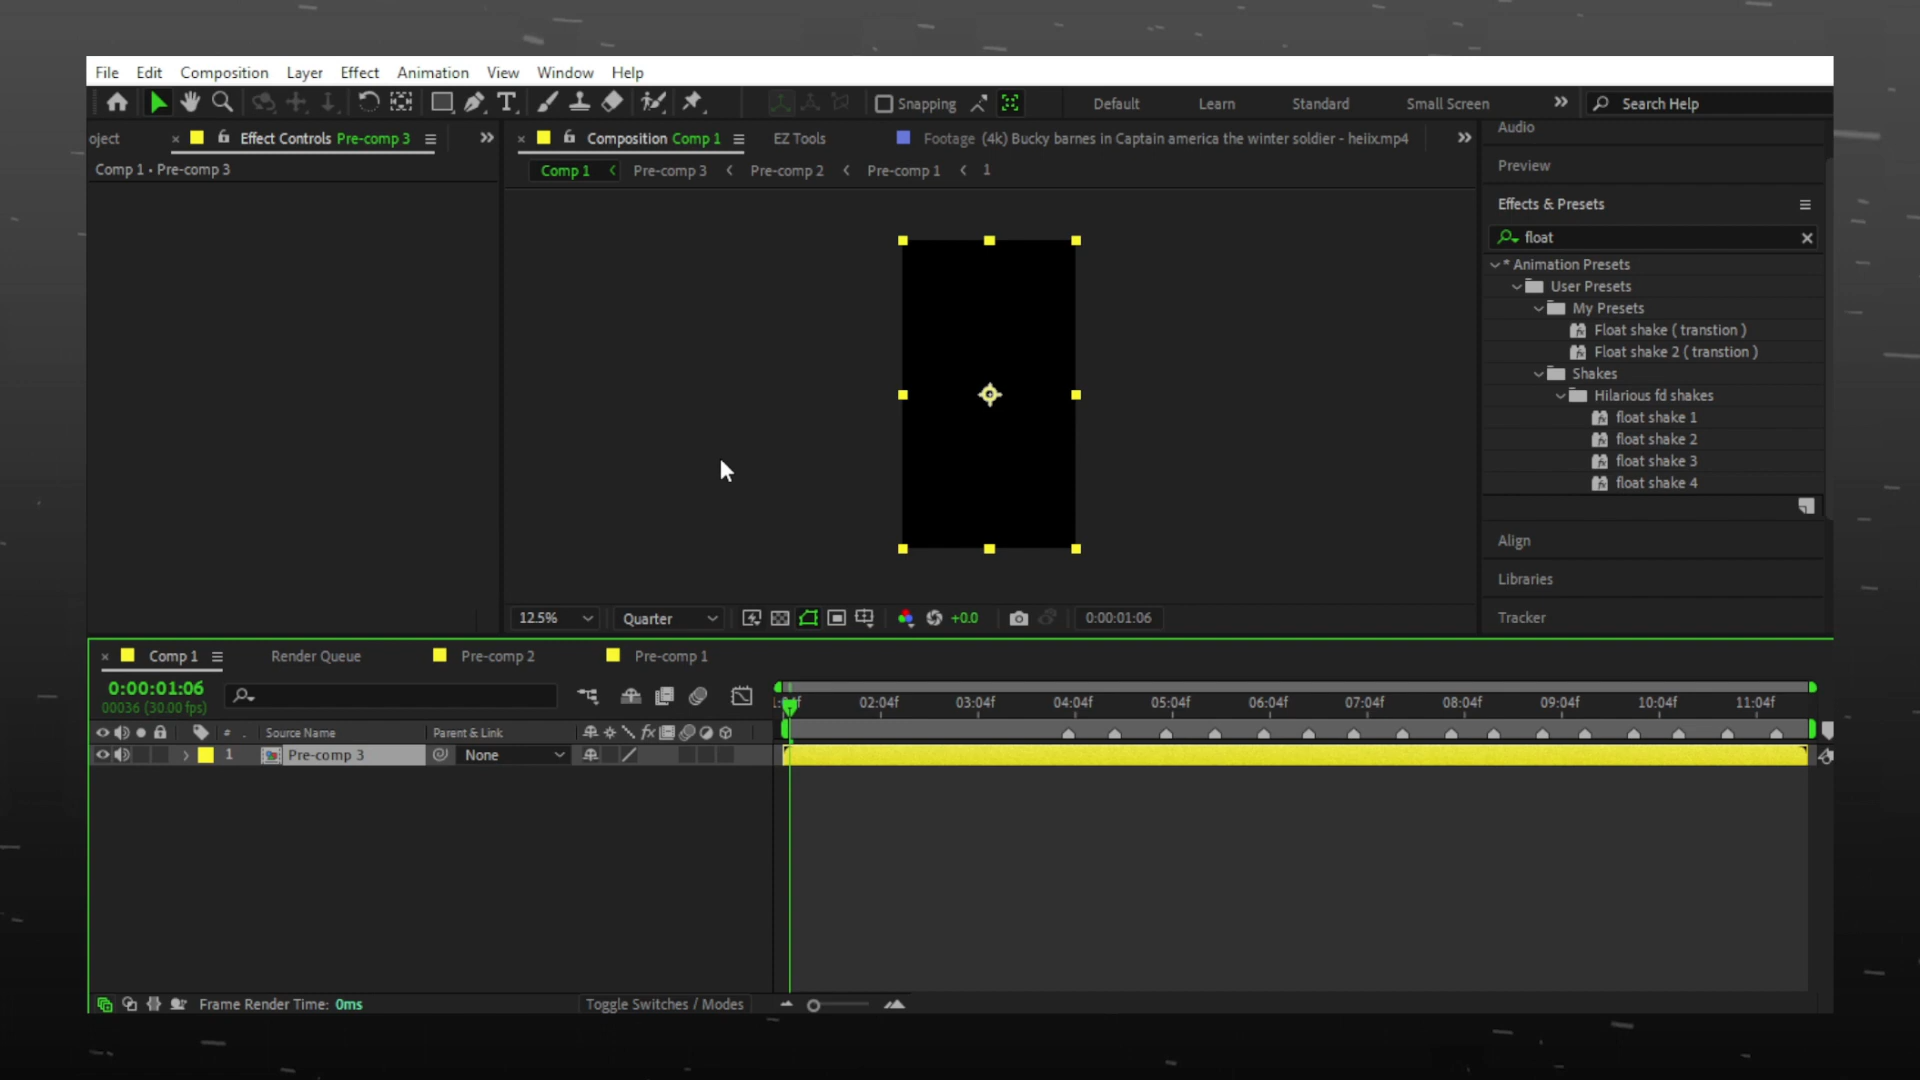 File Edit Composition Layer Effect Animation View Window Help
Snapping Default Learn Standard Small Screen Search Help
oject Effect Controls Pre-comp 3 Composition Comp 1 EZ Tools Footage (4k) Bucky barnes in Captain america the winter soldier - heiix.mp4
Comp 1 • Pre-comp 3
Comp 1 Pre-comp 3 Pre-comp 2 Pre-comp 1 1
Audio
Preview
Effects & Presets
float
* Animation Presets
User Presets
My Presets
Float shake ( transtion )
Float shake 2 ( transtion )
Shakes
Hilarious fd shakes
float shake 1
float shake 2
float shake 3
float shake 4
Align
Libraries
Tracker
12.5% Quarter +0.0 0:00:01:06
Comp 1 Render Queue Pre-comp 2 Pre-comp 1
0:00:01:06
00036 (30.00 fps)
02:04f 03:04f 04:04f 05:04f 06:04f 07:04f 08:04f 09:04f 10:04f 11:04f
# Source Name Parent & Link fx
1 Pre-comp 3 None
Frame Render Time: 0ms Toggle Switches / Modes